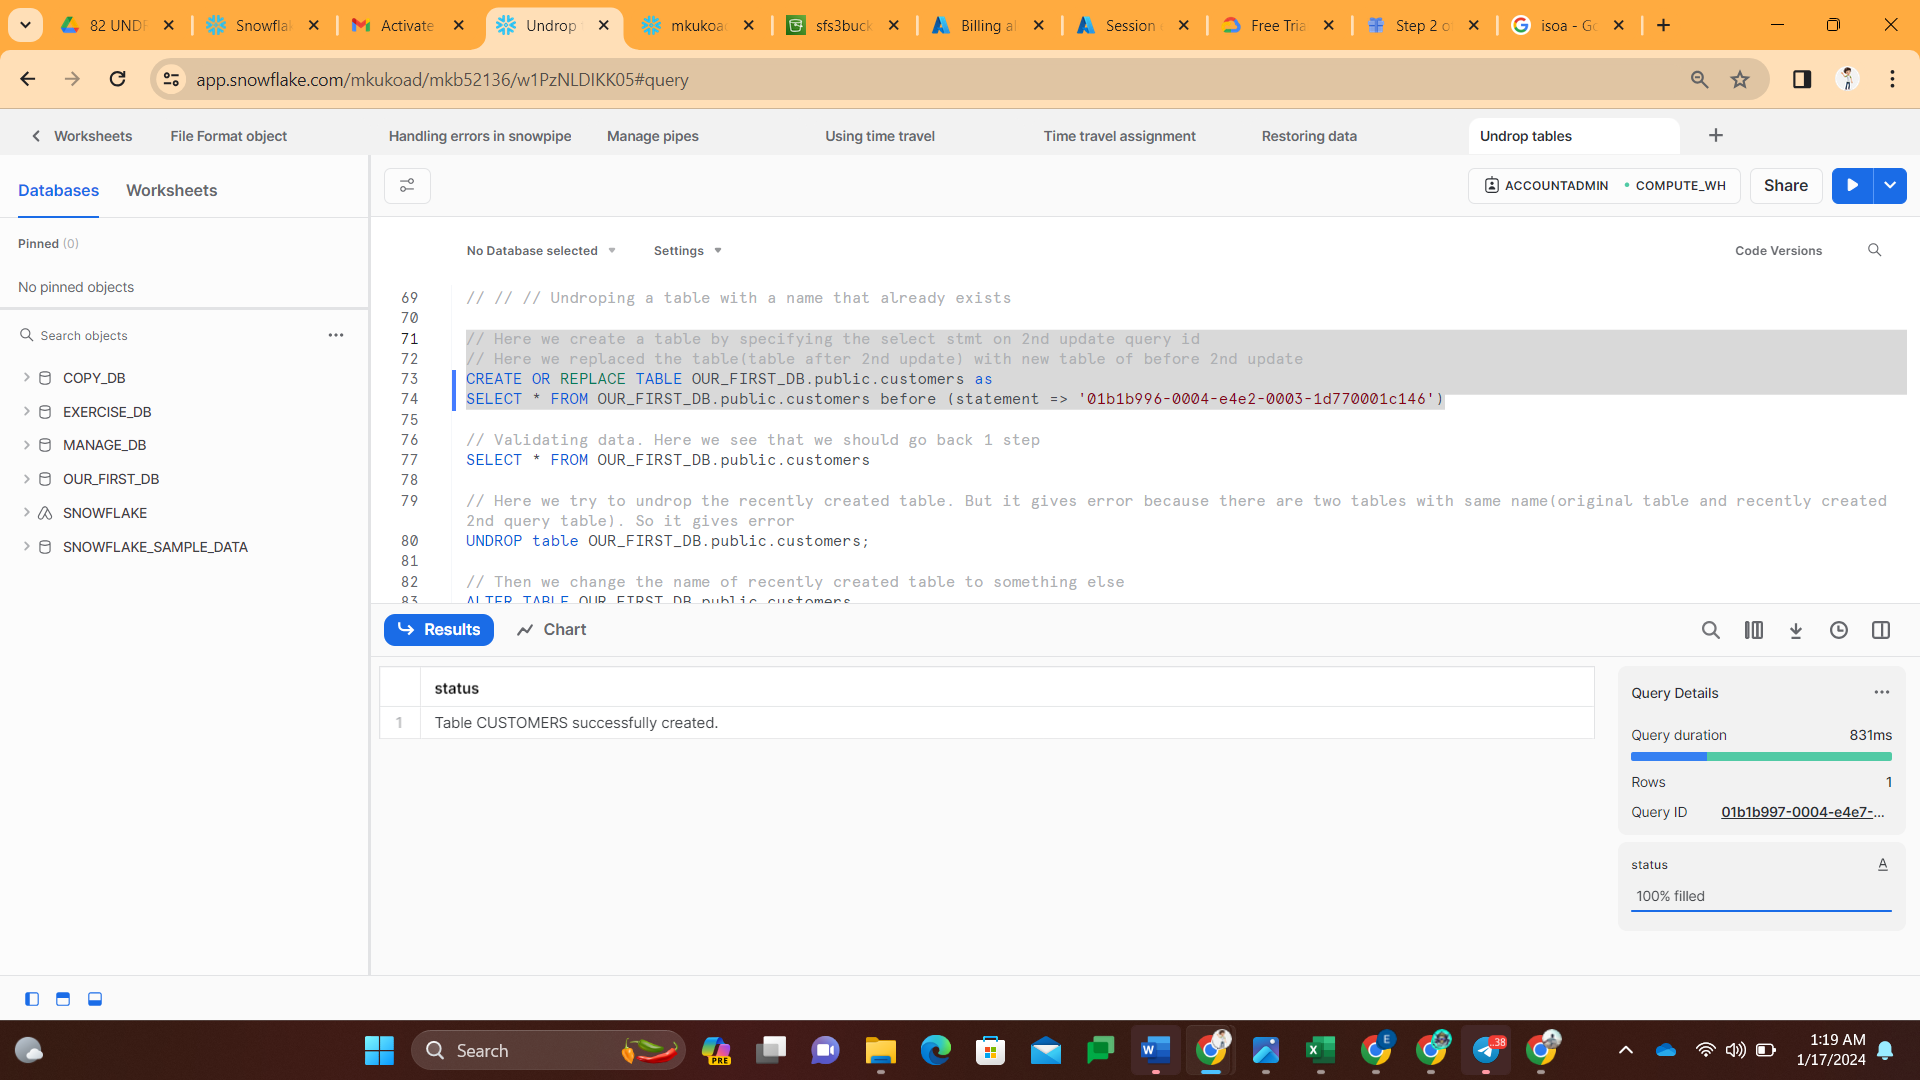 82 UNDR
Snowflak
Activate
Undrop
mkukoad
sfs3buck
Billing al
Session
Free Tria
Step 2 o
isoa - Go
app.snowflake.com/mkukoad/mkb52136/w1PzNLDIKK05#query
Worksheets
File Format object
Handling errors in snowpipe
Manage pipes
Using time travel
Time travel assignment
Restoring data
Undrop tables
Databases
Worksheets
ACCOUNTADMIN
COMPUTE_WH
Share
Pinned (0)
No pinned objects
No Database selected
Settings
Code Versions
Search objects
COPY_DB
EXERCISE_DB
MANAGE_DB
OUR_FIRST_DB
SNOWFLAKE
SNOWFLAKE_SAMPLE_DATA
69 // // // Undroping a table with a name that already exists
70
71 // Here we create a table by specifying the select stmt on 2nd update query id
72 // Here we replaced the table(table after 2nd update) with new table of before 2nd update
73 CREATE OR REPLACE TABLE OUR_FIRST_DB.public.customers as
74 SELECT * FROM OUR_FIRST_DB.public.customers before (statement => '01b1b996-0004-e4e2-0003-1d770001c146')
75
76 // Validating data. Here we see that we should go back 1 step
77 SELECT * FROM OUR_FIRST_DB.public.customers
78
79 // Here we try to undrop the recently created table. But it gives error because there are two tables with same name(original table and recently created
2nd query table). So it gives error
80 UNDROP table OUR_FIRST_DB.public.customers;
81
82 // Then we change the name of recently created table to something else
83 ALTER TABLE OUR_FIRST_DB.public.customers
Results
Chart
status
1 Table CUSTOMERS successfully created.
Query Details
Query duration 831ms
Rows 1
Query ID 01b1b997-0004-e4e7-...
status
A
100% filled
Search
PRE
W
X
E
38
1:19 AM
1/17/2024